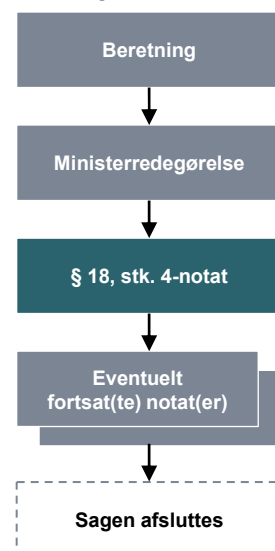 Beretning
Ministerredegørelse
§ 18, stk. 4-notat
Eventuelt
fortsat(te) notat(er)
Sagen afsluttes